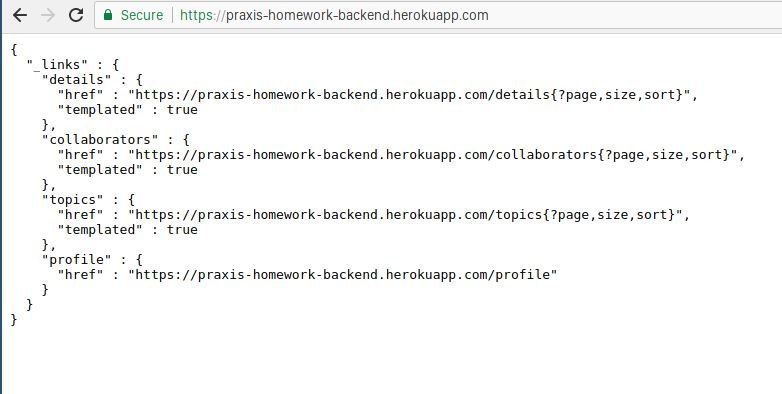 Secure https://praxis-homework-backend.herokuapp.com
{
  "_links" : {
    "details" : {
      "href" : "https://praxis-homework-backend.herokuapp.com/details{?page,size,sort}",
      "templated" : true
    },
    "collaborators" : {
      "href" : "https://praxis-homework-backend.herokuapp.com/collaborators{?page,size,sort}",
      "templated" : true
    },
    "topics" : {
      "href" : "https://praxis-homework-backend.herokuapp.com/topics{?page,size,sort}",
      "templated" : true
    },
    "profile" : {
      "href" : "https://praxis-homework-backend.herokuapp.com/profile"
    }
  }
}